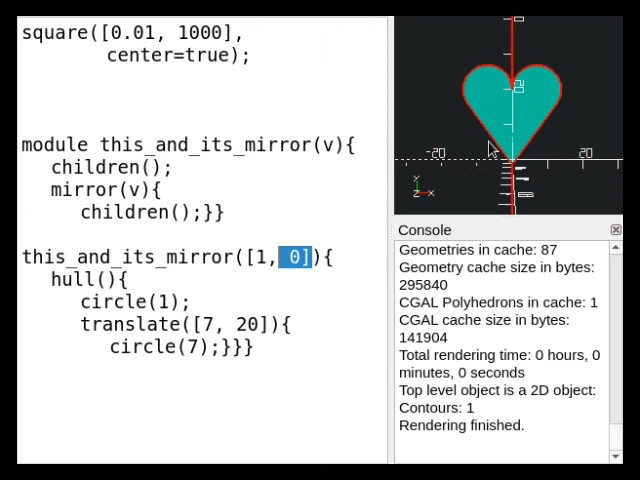 square([0.01, 1000],
center=true);
module this_and_its_mirror(v){
children();
mirror(v){
children();}}
this_and_its_mirror([1, 0]){
hull(){
circle(1);
translate([7, 20]){
circle(7);}}}
-20
20
Y
Z X
Console
Geometries in cache: 87
Geometry cache size in bytes:
295840
CGAL Polyhedrons in cache: 1
CGAL cache size in bytes:
141904
Total rendering time: 0 hours, 0
minutes, 0 seconds
Top level object is a 2D object:
Contours: 1
Rendering finished.